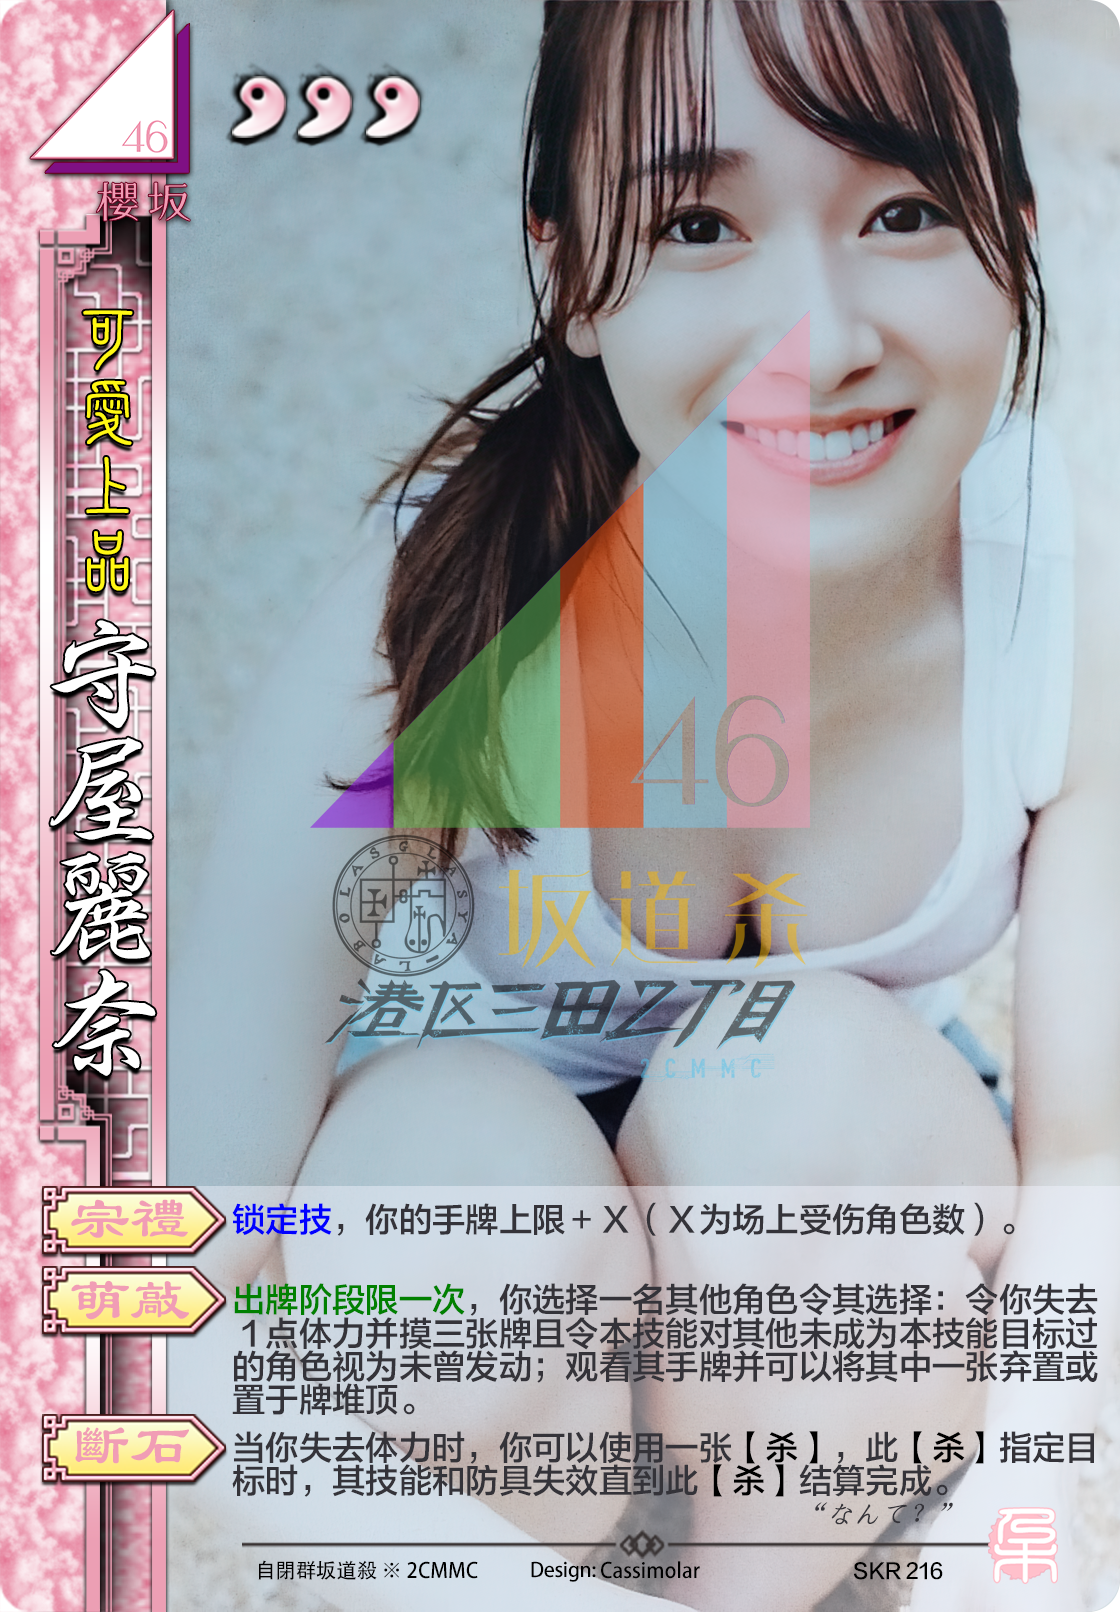 46
櫻坂
可愛上品
守屋麗奈
46
GLASYA-LABOLAS
坂道杀
港区三田2丁目
2CMMC
宗禮
锁定技，你的手牌上限＋Ｘ（Ｘ为场上受伤角色数）。
萌敲
出牌阶段限一次，你选择一名其他角色令其选择：令你失去
１点体力并摸三张牌且令本技能对其他未成为本技能目标过
的角色视为未曾发动；观看其手牌并可以将其中一张弃置或
置于牌堆顶。
斷石
当你失去体力时，你可以使用一张【杀】，此【杀】指定目
标时，其技能和防具失效直到此【杀】结算完成。
“なんて？”
自閉群坂道殺 ※ 2CMMC
Design: Cassimolar
SKR 216